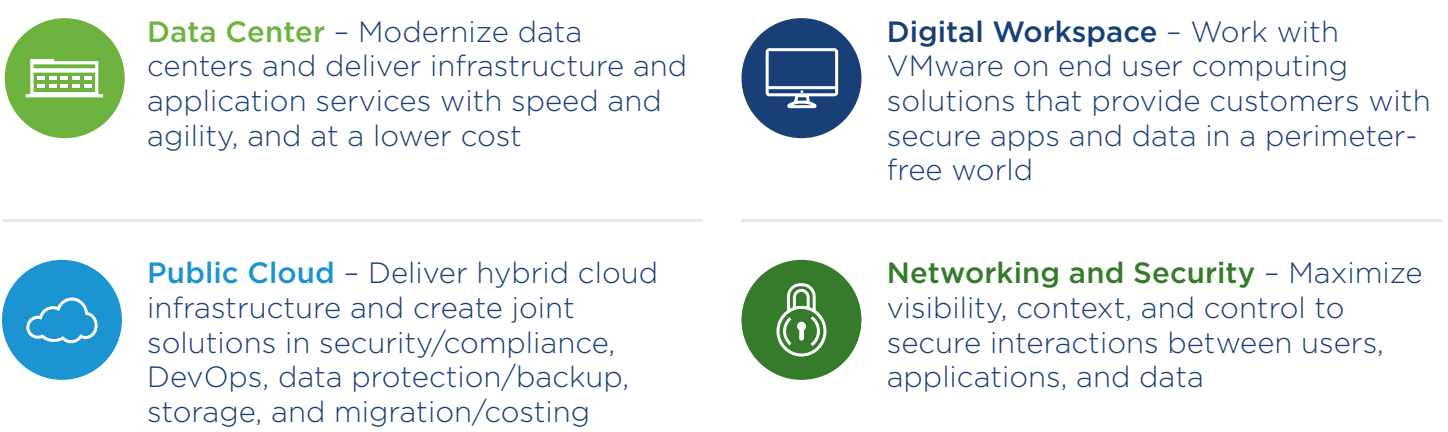 Data Center – Modernize data
centers and deliver infrastructure and
application services with speed and
agility, and at a lower cost
Digital Workspace – Work with
VMware on end user computing
solutions that provide customers with
secure apps and data in a perimeter-
free world
Public Cloud – Deliver hybrid cloud
infrastructure and create joint
solutions in security/compliance,
DevOps, data protection/backup,
storage, and migration/costing
Networking and Security – Maximize
visibility, context, and control to
secure interactions between users,
applications, and data